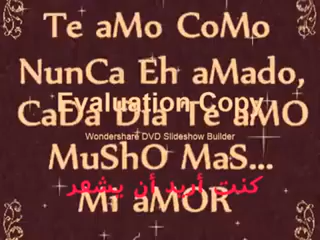 Te aMo CoMo
NunCa Eh aMado,
Evaluation Copy
CaDa Dia Te aMO
Wondershare DVD Slideshow Builder
MuShO MaS...
كنت أريد أن يشفر
Mi aMOR